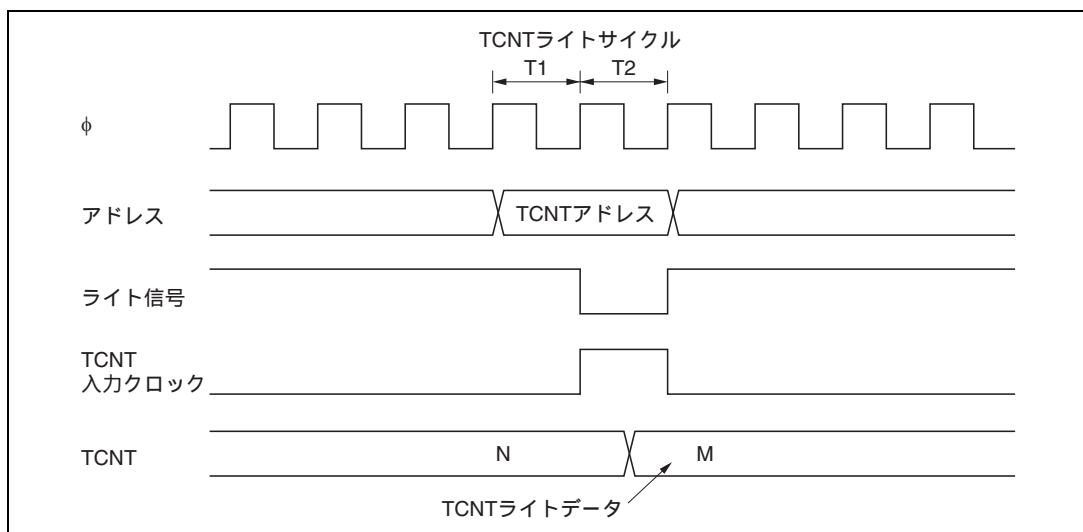 TCNTライトサイクル
T1 T2
φ
アドレス TCNTアドレス
ライト信号
TCNT
入力クロック
TCNT N M
TCNTライトデータ